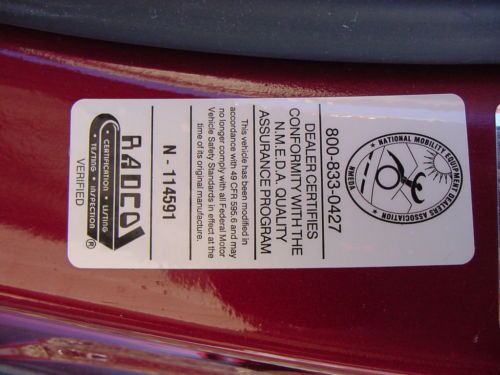 NATIONAL MOBILITY EQUIPMENT DEALERS ASSOCIATION
NMEDA
800-833-0427
DEALER CERTIFIES
CONFORMITY WITH THE
N.M.E.D.A. QUALITY
ASSURANCE PROGRAM
This vehicle has been modified in
accordance with 49 CFR 595.6 and may
no longer comply with all Federal Motor
Vehicle Safety Standards in effect at the
time of its original manufacture.
N - 114591
RADCO
CERTIFICATION • LISTING
TESTING • INSPECTION
®
VERIFIED